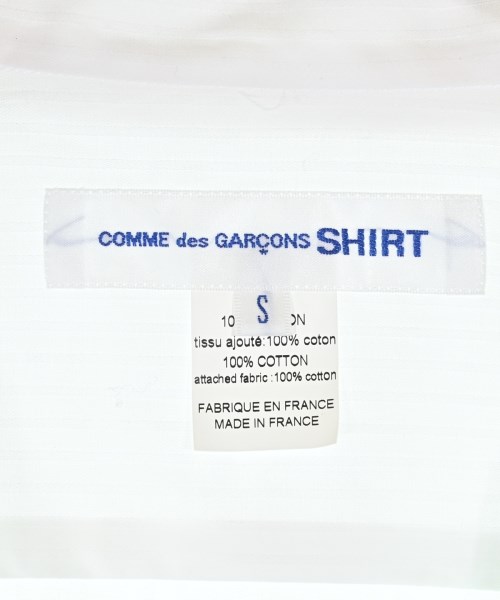 COMME des GARÇONS SHIRT
S
tissu ajouté:100% coton
100% COTTON
attached fabric :100% cotton
FABRIQUE EN FRANCE
MADE IN FRANCE